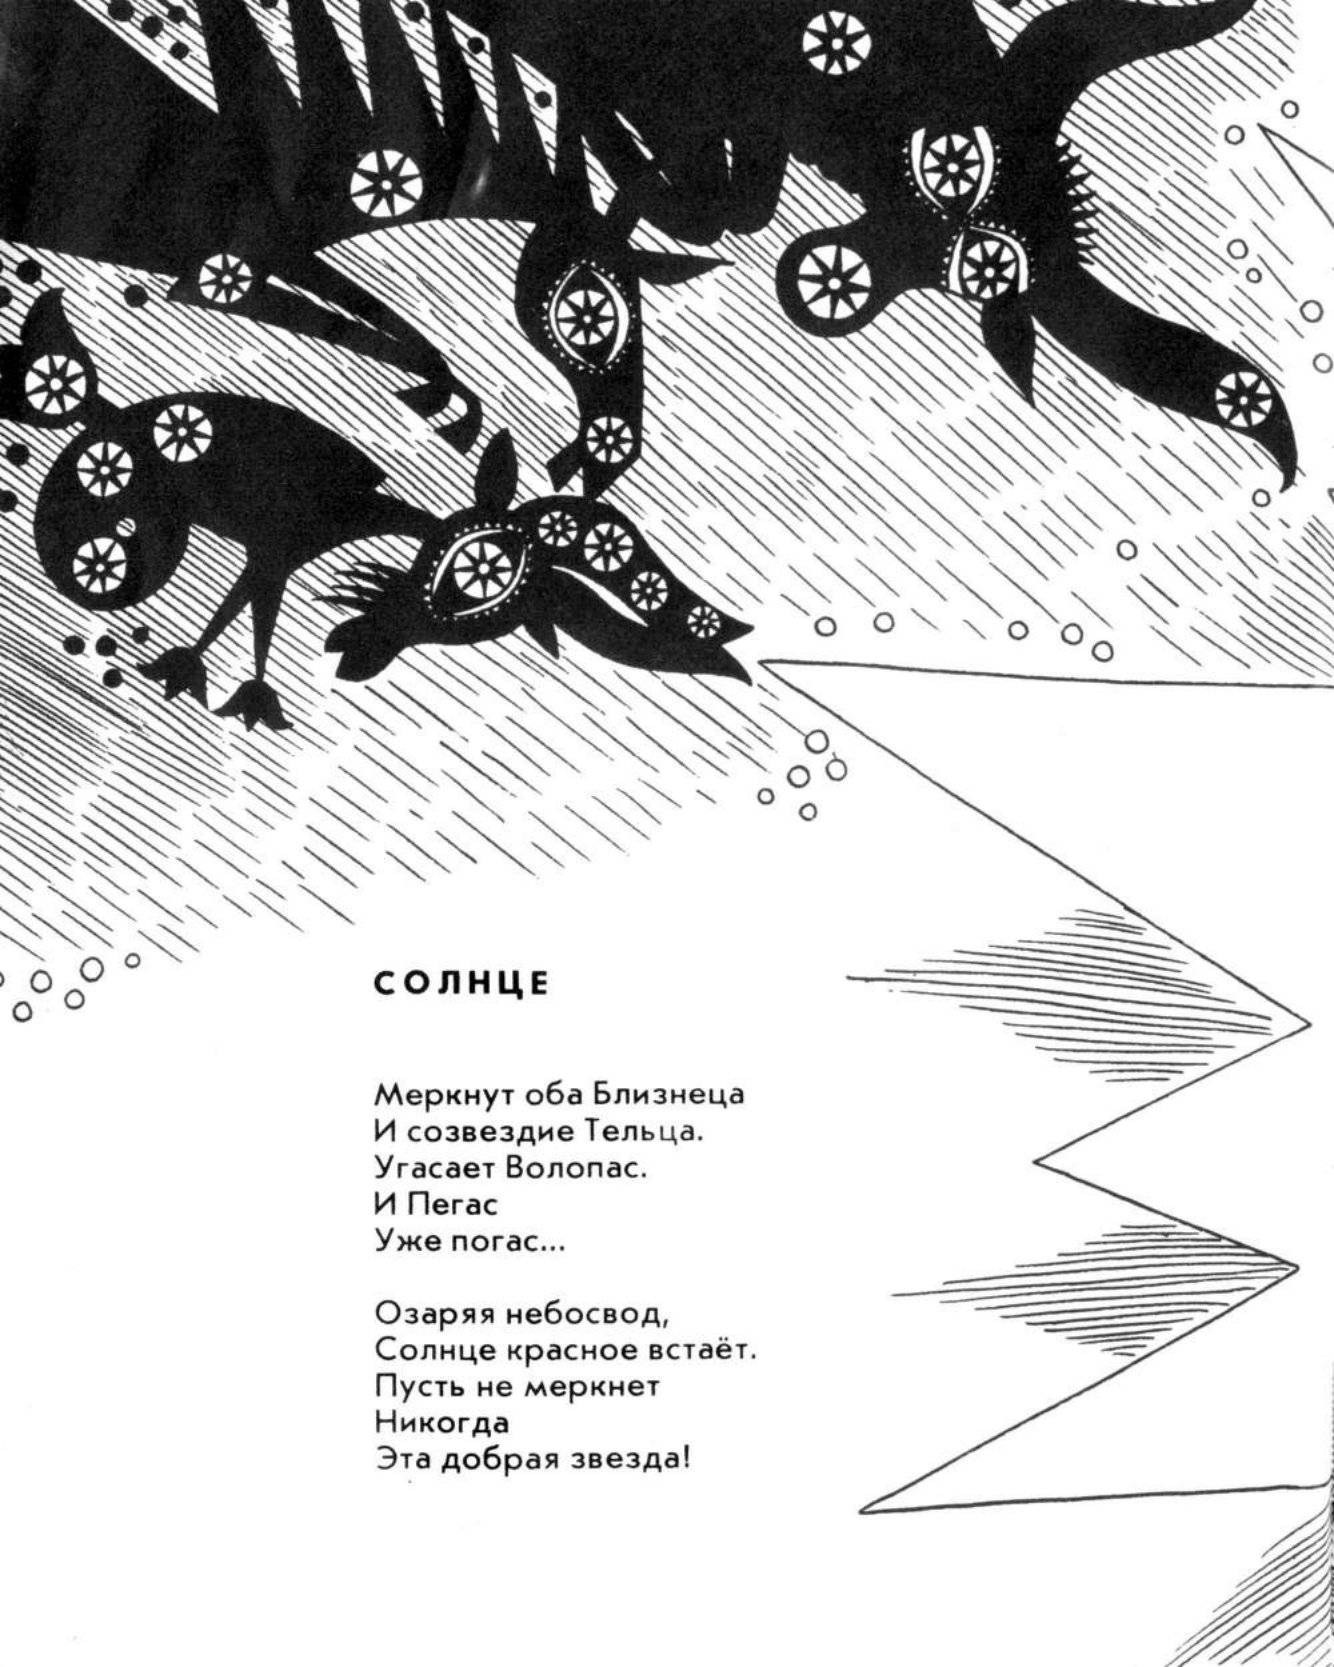 СОЛНЦЕ
Меркнут оба Близнеца
И созвездие Тельца.
Угасает Волопас.
И Пегас
Уже погас...
Озаряя небосвод,
Солнце красное встаёт.
Пусть не меркнет
Никогда
Эта добрая звезда!